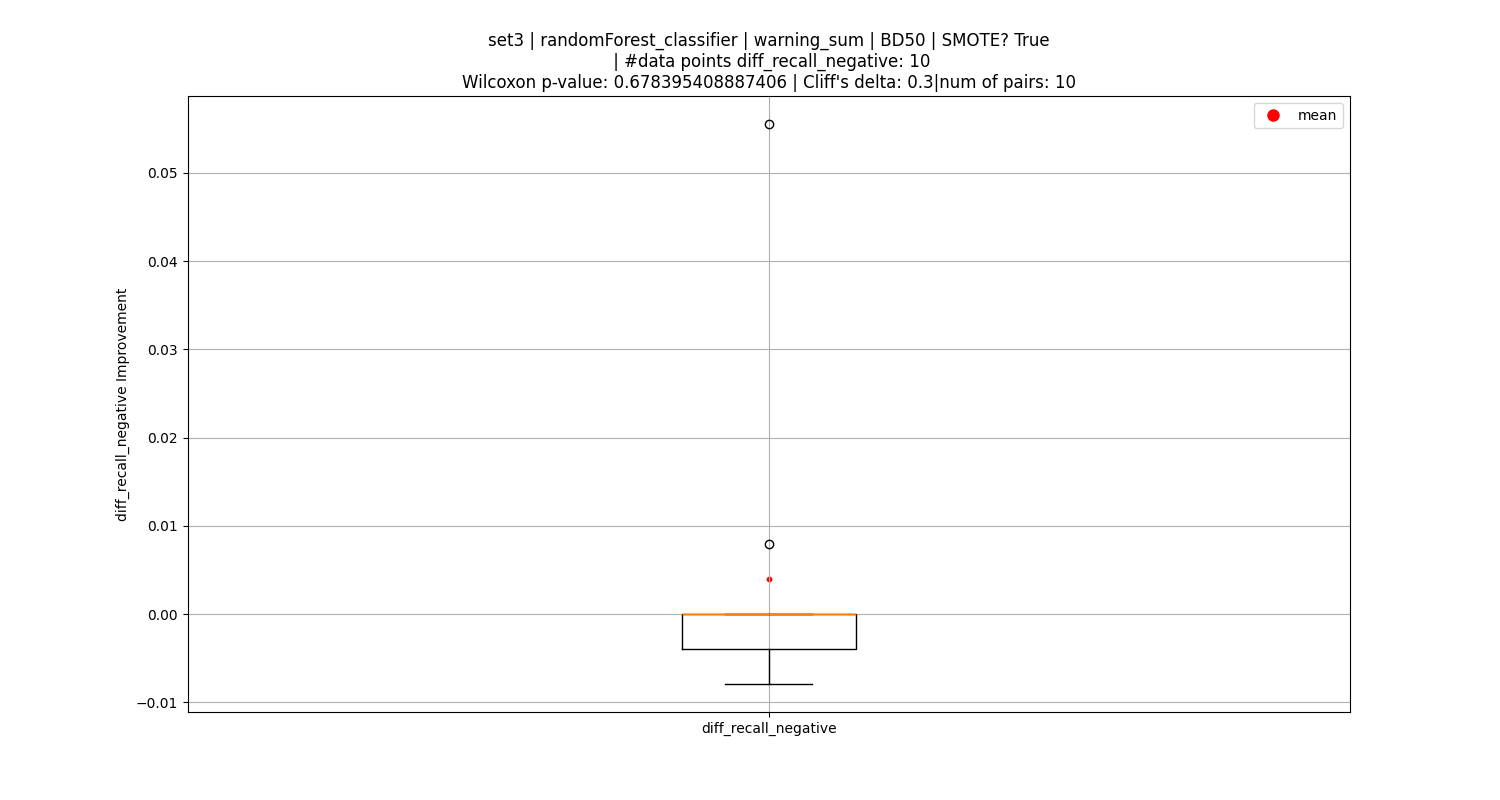 set3 | randomForest_classifier | warning_sum | BD50 | SMOTE? True
| #data points diff_recall_negative: 10
Wilcoxon p-value: 0.678395408887406 | Cliff's delta: 0.3|num of pairs: 10
mean
0.05
0.04
0.03
0.02
0.01
0.00
−0.01
diff_recall_negative Improvement
diff_recall_negative